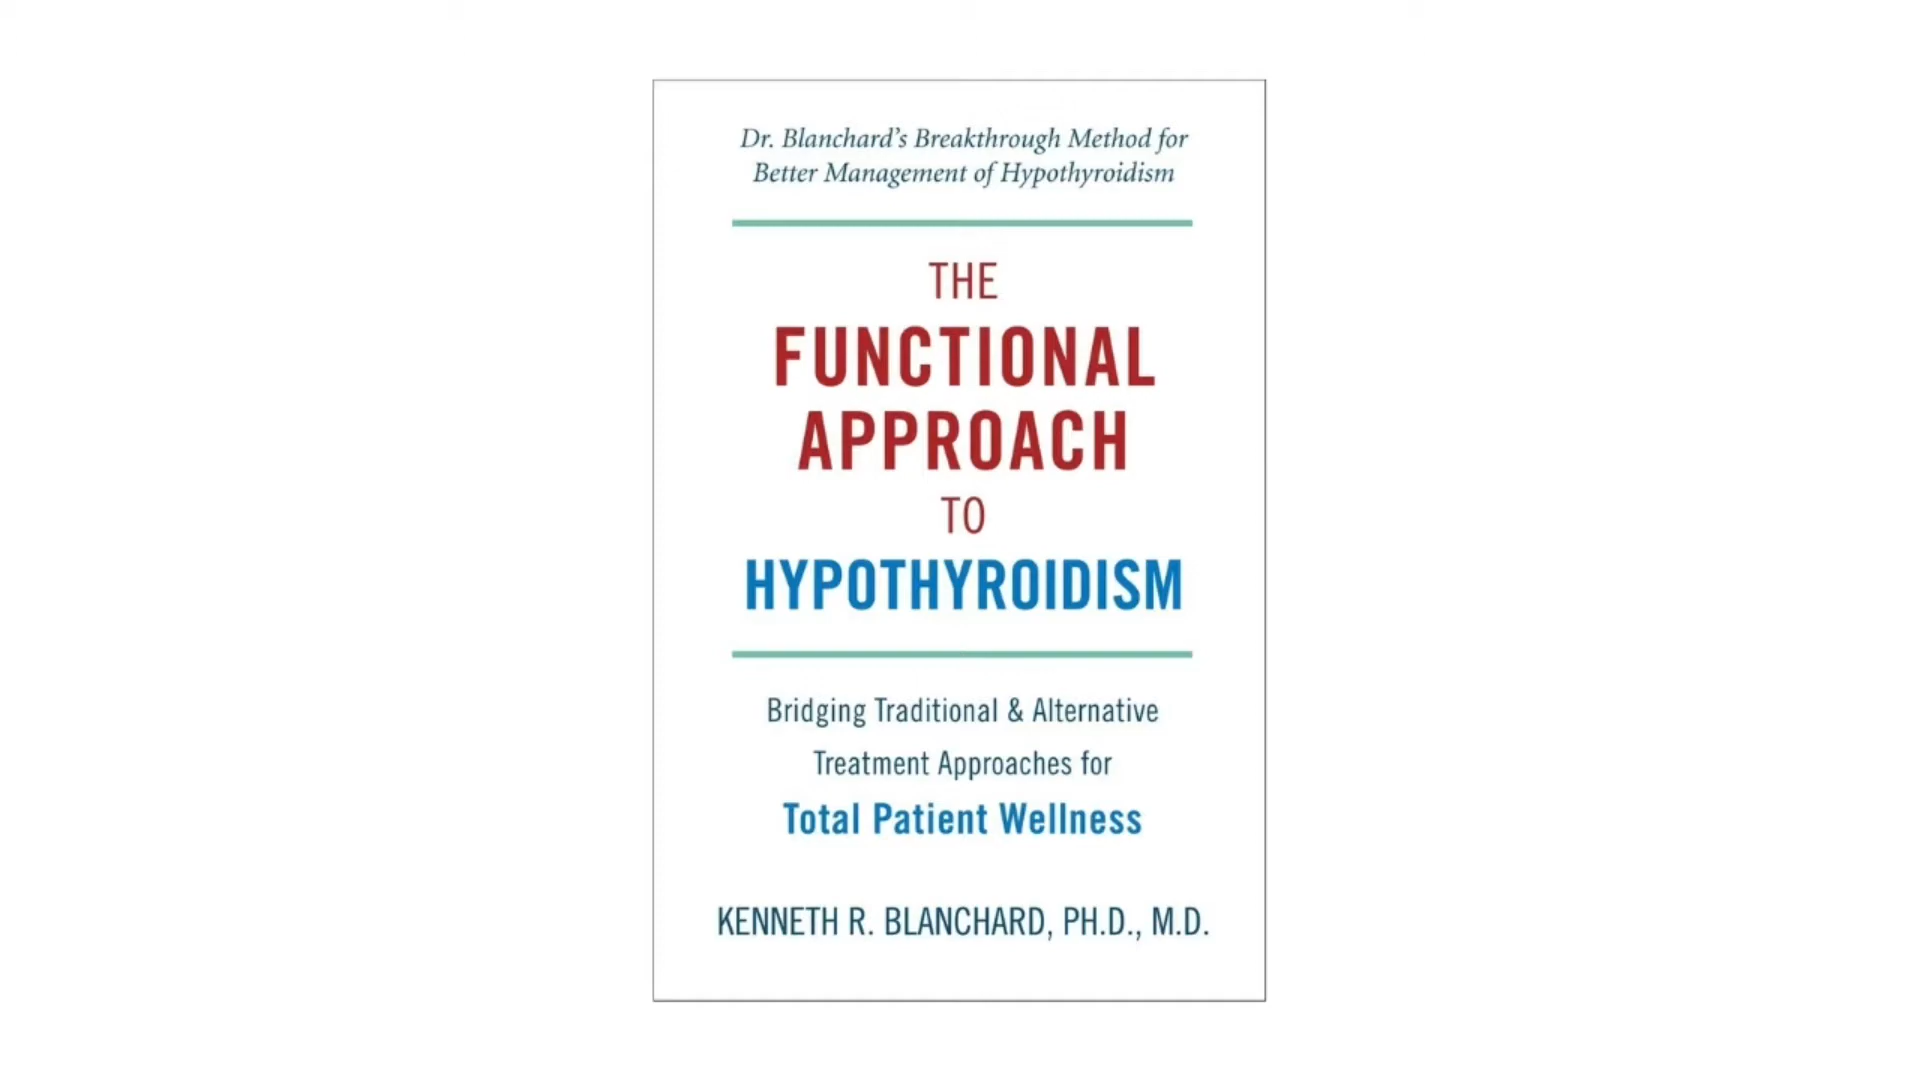 Dr. Blanchard's Breakthrough Method for
Better Management of Hypothyroidism
THE
FUNCTIONAL
APPROACH
TO
HYPOTHYROIDISM
Bridging Traditional & Alternative
Treatment Approaches for
Total Patient Wellness
KENNETH R. BLANCHARD, PH.D., M.D.